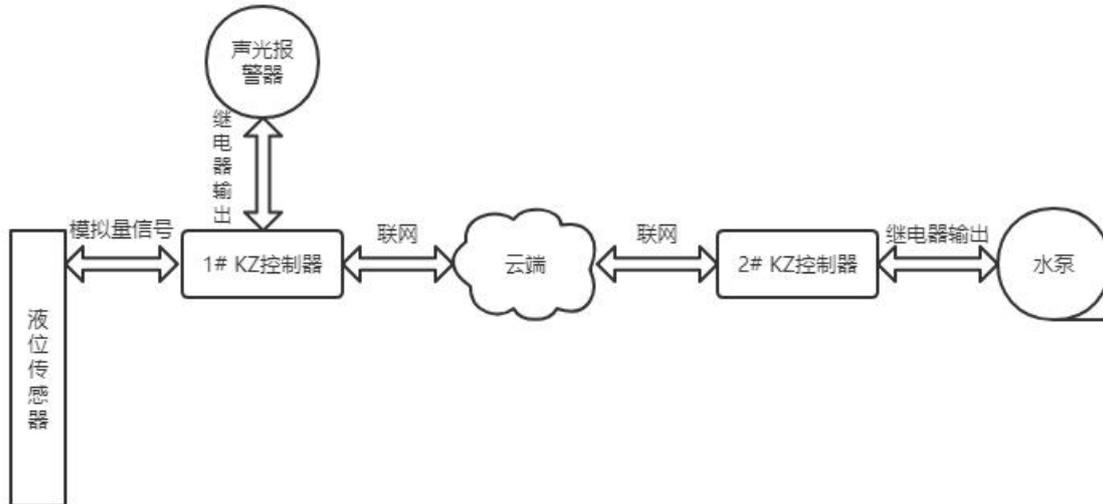 声光报
警器
继电器输出
模拟量信号
1# KZ控制器
联网
云端
联网
2# KZ控制器
继电器输出
水泵
液位传感器